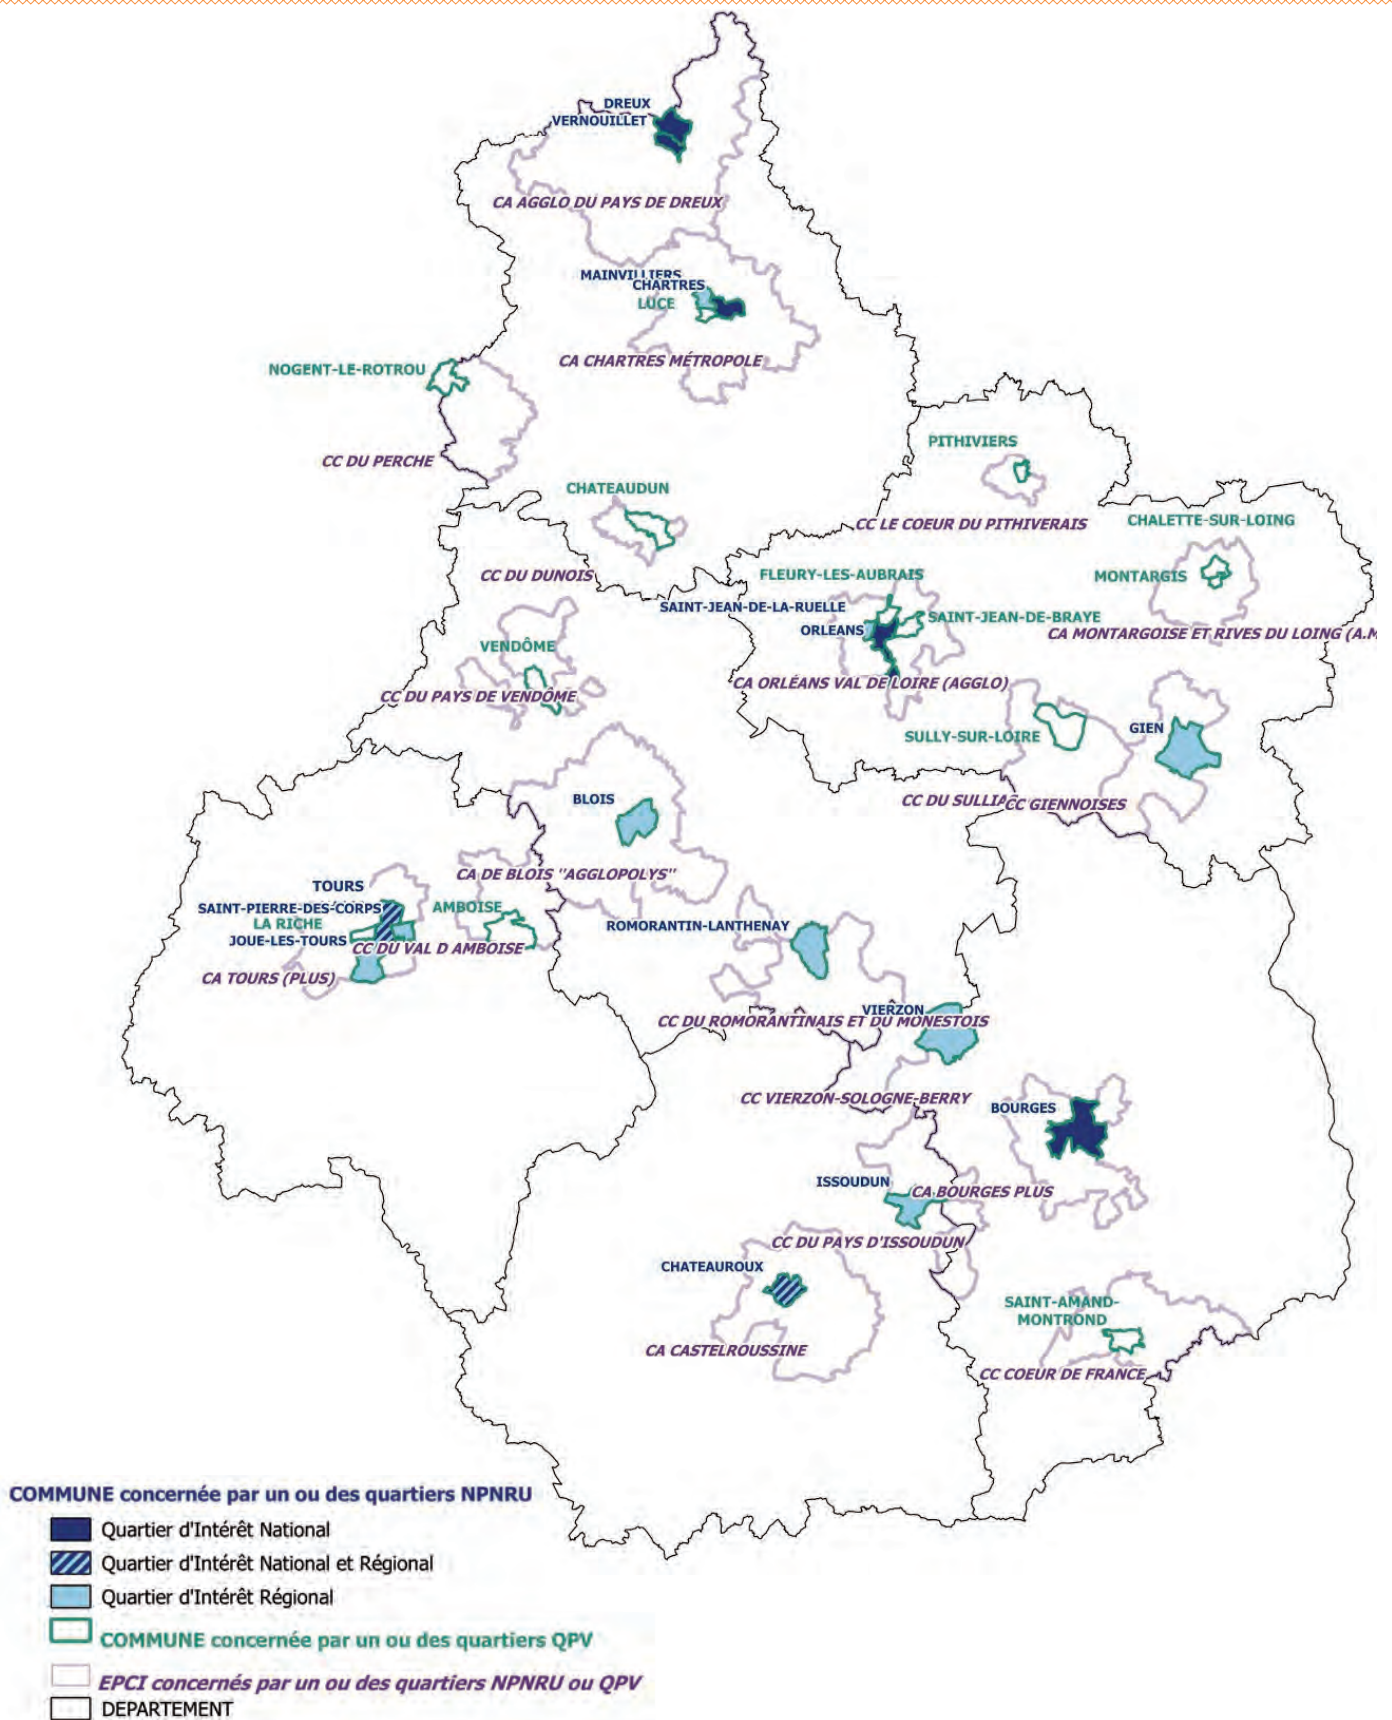 DREUX
VERNOUILLET
CA AGGLO DU PAYS DE DREUX
MAINVILLIERS
CHARTRES
LUCE
CA CHARTRES MÉTROPOLE
NOGENT-LE-ROTROU
CC DU PERCHE
PITHIVIERS
CHATEAUDUN
CC LE COEUR DU PITHIVERAIS
CHALETTE-SUR-LOING
CC DU DUNOIS
FLEURY-LES-AUBRAIS
MONTARGIS
SAINT-JEAN-DE-LA-RUELLE
SAINT-JEAN-DE-BRAYE
ORLEANS
CA MONTARGOISE ET RIVES DU LOING (A.M
VENDÔME
CC DU PAYS DE VENDÔME
CA ORLÉANS VAL DE LOIRE (AGGLO)
SULLY-SUR-LOIRE
GIEN
BLOIS
CC DU SULLIA
CC GIENNOISES
CA DE BLOIS "AGGLOPOLYS"
TOURS
SAINT-PIERRE-DES-CORPS
AMBOISE
LA RICHE
JOUE-LES-TOURS
CC DU VAL D AMBOISE
ROMORANTIN-LANTHENAY
CA TOURS (PLUS)
VIERZON
CC DU ROMORANTINAIS ET DU MONESTOIS
CC VIERZON-SOLOGNE-BERRY
BOURGES
ISSOUDUN
CA BOURGES PLUS
CC DU PAYS D'ISSOUDUN
CHATEAUROUX
SAINT-AMAND-
MONTROND
CA CASTELROUSSINE
CC COEUR DE FRANCE
COMMUNE concernée par un ou des quartiers NPNRU
Quartier d'Intérêt National
Quartier d'Intérêt National et Régional
Quartier d'Intérêt Régional
COMMUNE concernée par un ou des quartiers QPV
EPCI concernés par un ou des quartiers NPNRU ou QPV
DEPARTEMENT